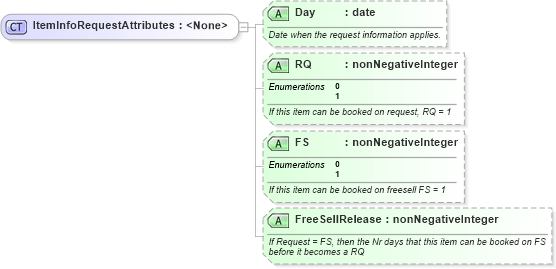 CT ItemInfoRequestAttributes : <None>
A Day : date
Date when the request information applies.
A RQ : nonNegativeInteger
Enumerations 0
1
If this item can be booked on request, RQ = 1
A FS : nonNegativeInteger
Enumerations 0
1
If this item can be booked on freesell FS = 1
A FreeSellRelease : nonNegativeInteger
If Request = FS, then the Nr days that this item can be booked on FS
before it becomes a RQ